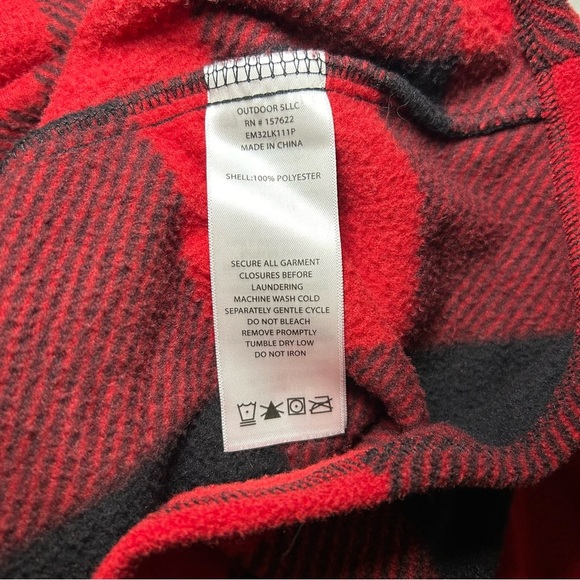 OUTDOOR 5LLC
RN # 157622
EM32LK111P
MADE IN CHINA
SHELL:100% POLYESTER
SECURE ALL GARMENT
CLOSURES BEFORE
LAUNDERING
MACHINE WASH COLD
SEPARATELY GENTLE CYCLE
DO NOT BLEACH
REMOVE PROMPTLY
TUMBLE DRY LOW
DO NOT IRON